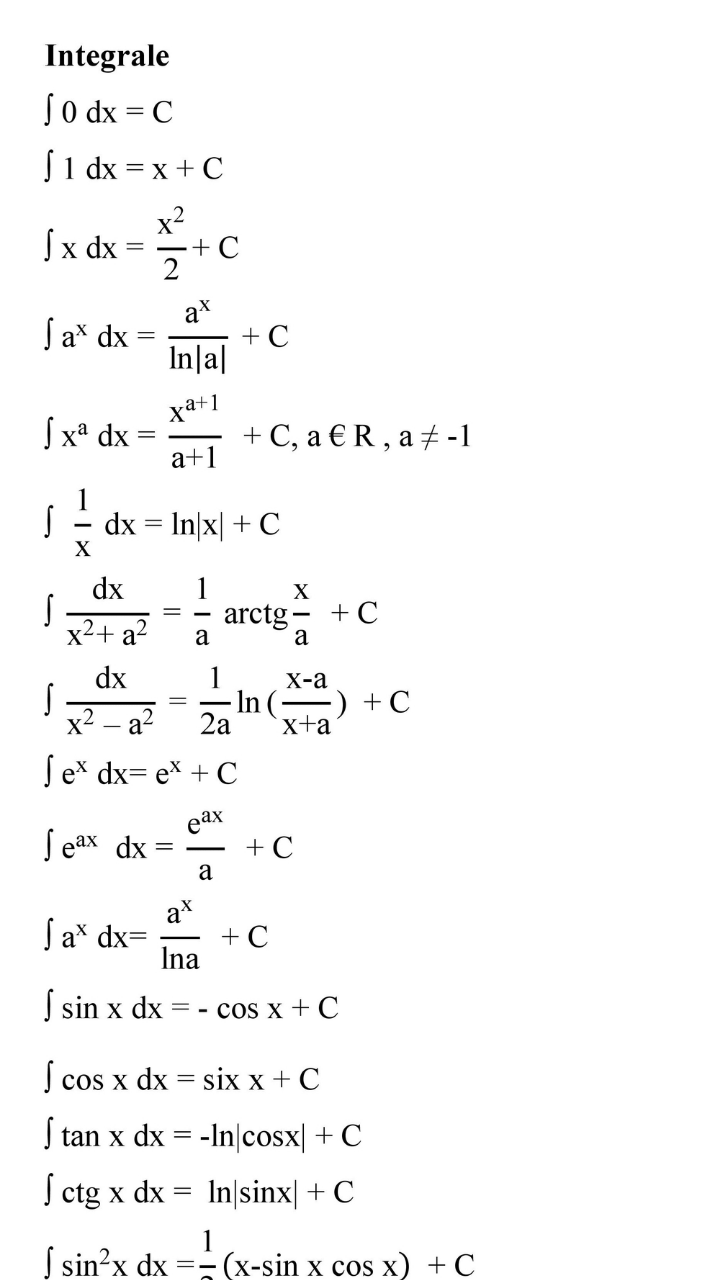 Integrale
∫ 0 dx = C
∫ 1 dx = x + C
∫ x dx = x²/2 + C
∫ aˣ dx = aˣ/ln|a| + C
∫ xᵃ dx = xᵃ⁺¹/a+1 + C, a € R , a ≠ -1
∫ 1/x dx = ln|x| + C
∫ dx/x²+ a² = 1/a arctg x/a + C
∫ dx/x² – a² = 1/2a ln (x-a/x+a) + C
∫ eˣ dx= eˣ + C
∫ eᵃˣ dx = eᵃˣ/a + C
∫ aˣ dx= aˣ/lna + C
∫ sin x dx = - cos x + C
∫ cos x dx = six x + C
∫ tan x dx = -ln|cosx| + C
∫ ctg x dx = ln|sinx| + C
∫ sin²x dx = 1/ (x-sin x cos x) + C